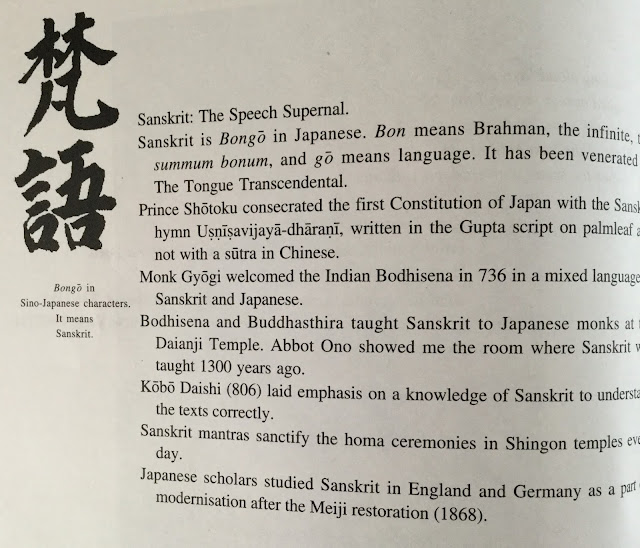 梵語
Bongō in
Sino-Japanese characters.
It means
Sanskrit.
Sanskrit: The Speech Supernal.
Sanskrit is Bongō in Japanese. Bon means Brahman, the infinite,
summum bonum, and gō means language. It has been venerated
The Tongue Transcendental.
Prince Shōtoku consecrated the first Constitution of Japan with the
hymn Uṣṇīṣavijayā-dhāraṇī, written in the Gupta script on palmleaf
not with a sūtra in Chinese.
Monk Gyōgi welcomed the Indian Bodhisena in 736 in a mixed language
Sanskrit and Japanese.
Bodhisena and Buddhasthira taught Sanskrit to Japanese monks at
Daianji Temple. Abbot Ono showed me the room where Sanskrit
taught 1300 years ago.
Kōbō Daishi (806) laid emphasis on a knowledge of Sanskrit to
the texts correctly.
Sanskrit mantras sanctify the homa ceremonies in Shingon temples
day.
Japanese scholars studied Sanskrit in England and Germany as a part
modernisation after the Meiji restoration (1868).